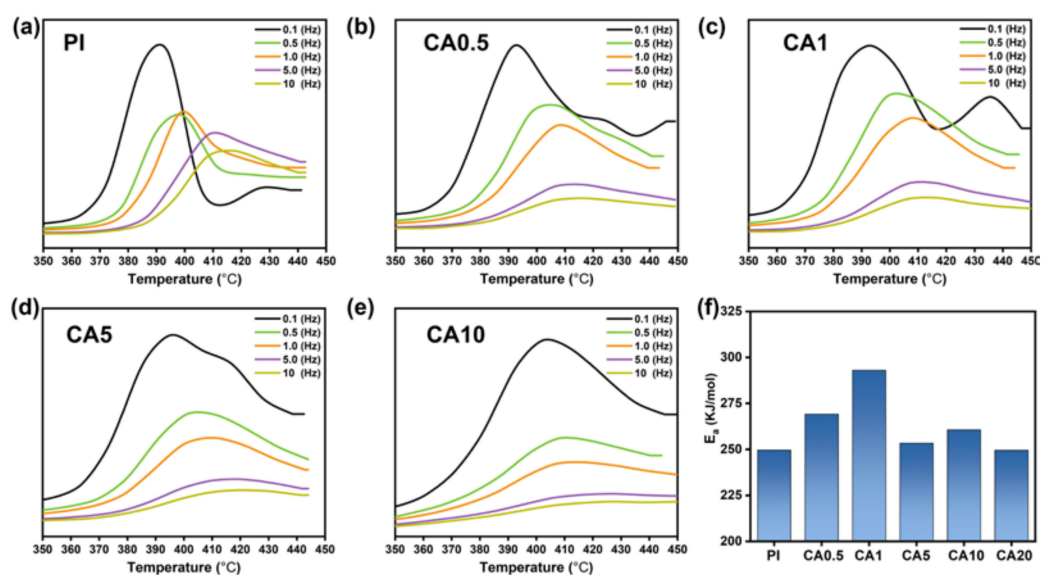 (a) PI
0.1 (Hz)
0.5 (Hz)
1.0 (Hz)
5.0 (Hz)
10 (Hz)
350 360 370 380 390 400 410 420 430 440 450
Temperature (°C)
(b) CA0.5
0.1 (Hz)
0.5 (Hz)
1.0 (Hz)
5.0 (Hz)
10 (Hz)
350 360 370 380 390 400 410 420 430 440 450
Temperature (°C)
(c) CA1
0.1 (Hz)
0.5 (Hz)
1.0 (Hz)
5.0 (Hz)
10 (Hz)
350 360 370 380 390 400 410 420 430 440 450
Temperature (°C)
(d) CA5
0.1 (Hz)
0.5 (Hz)
1.0 (Hz)
5.0 (Hz)
10 (Hz)
350 360 370 380 390 400 410 420 430 440 450
Temperature (°C)
(e) CA10
0.1 (Hz)
0.5 (Hz)
1.0 (Hz)
5.0 (Hz)
10 (Hz)
350 360 370 380 390 400 410 420 430 440 450
Temperature (°C)
(f)
325
300
275
250
225
200
Ea (KJ/mol)
PI CA0.5 CA1 CA5 CA10 CA20